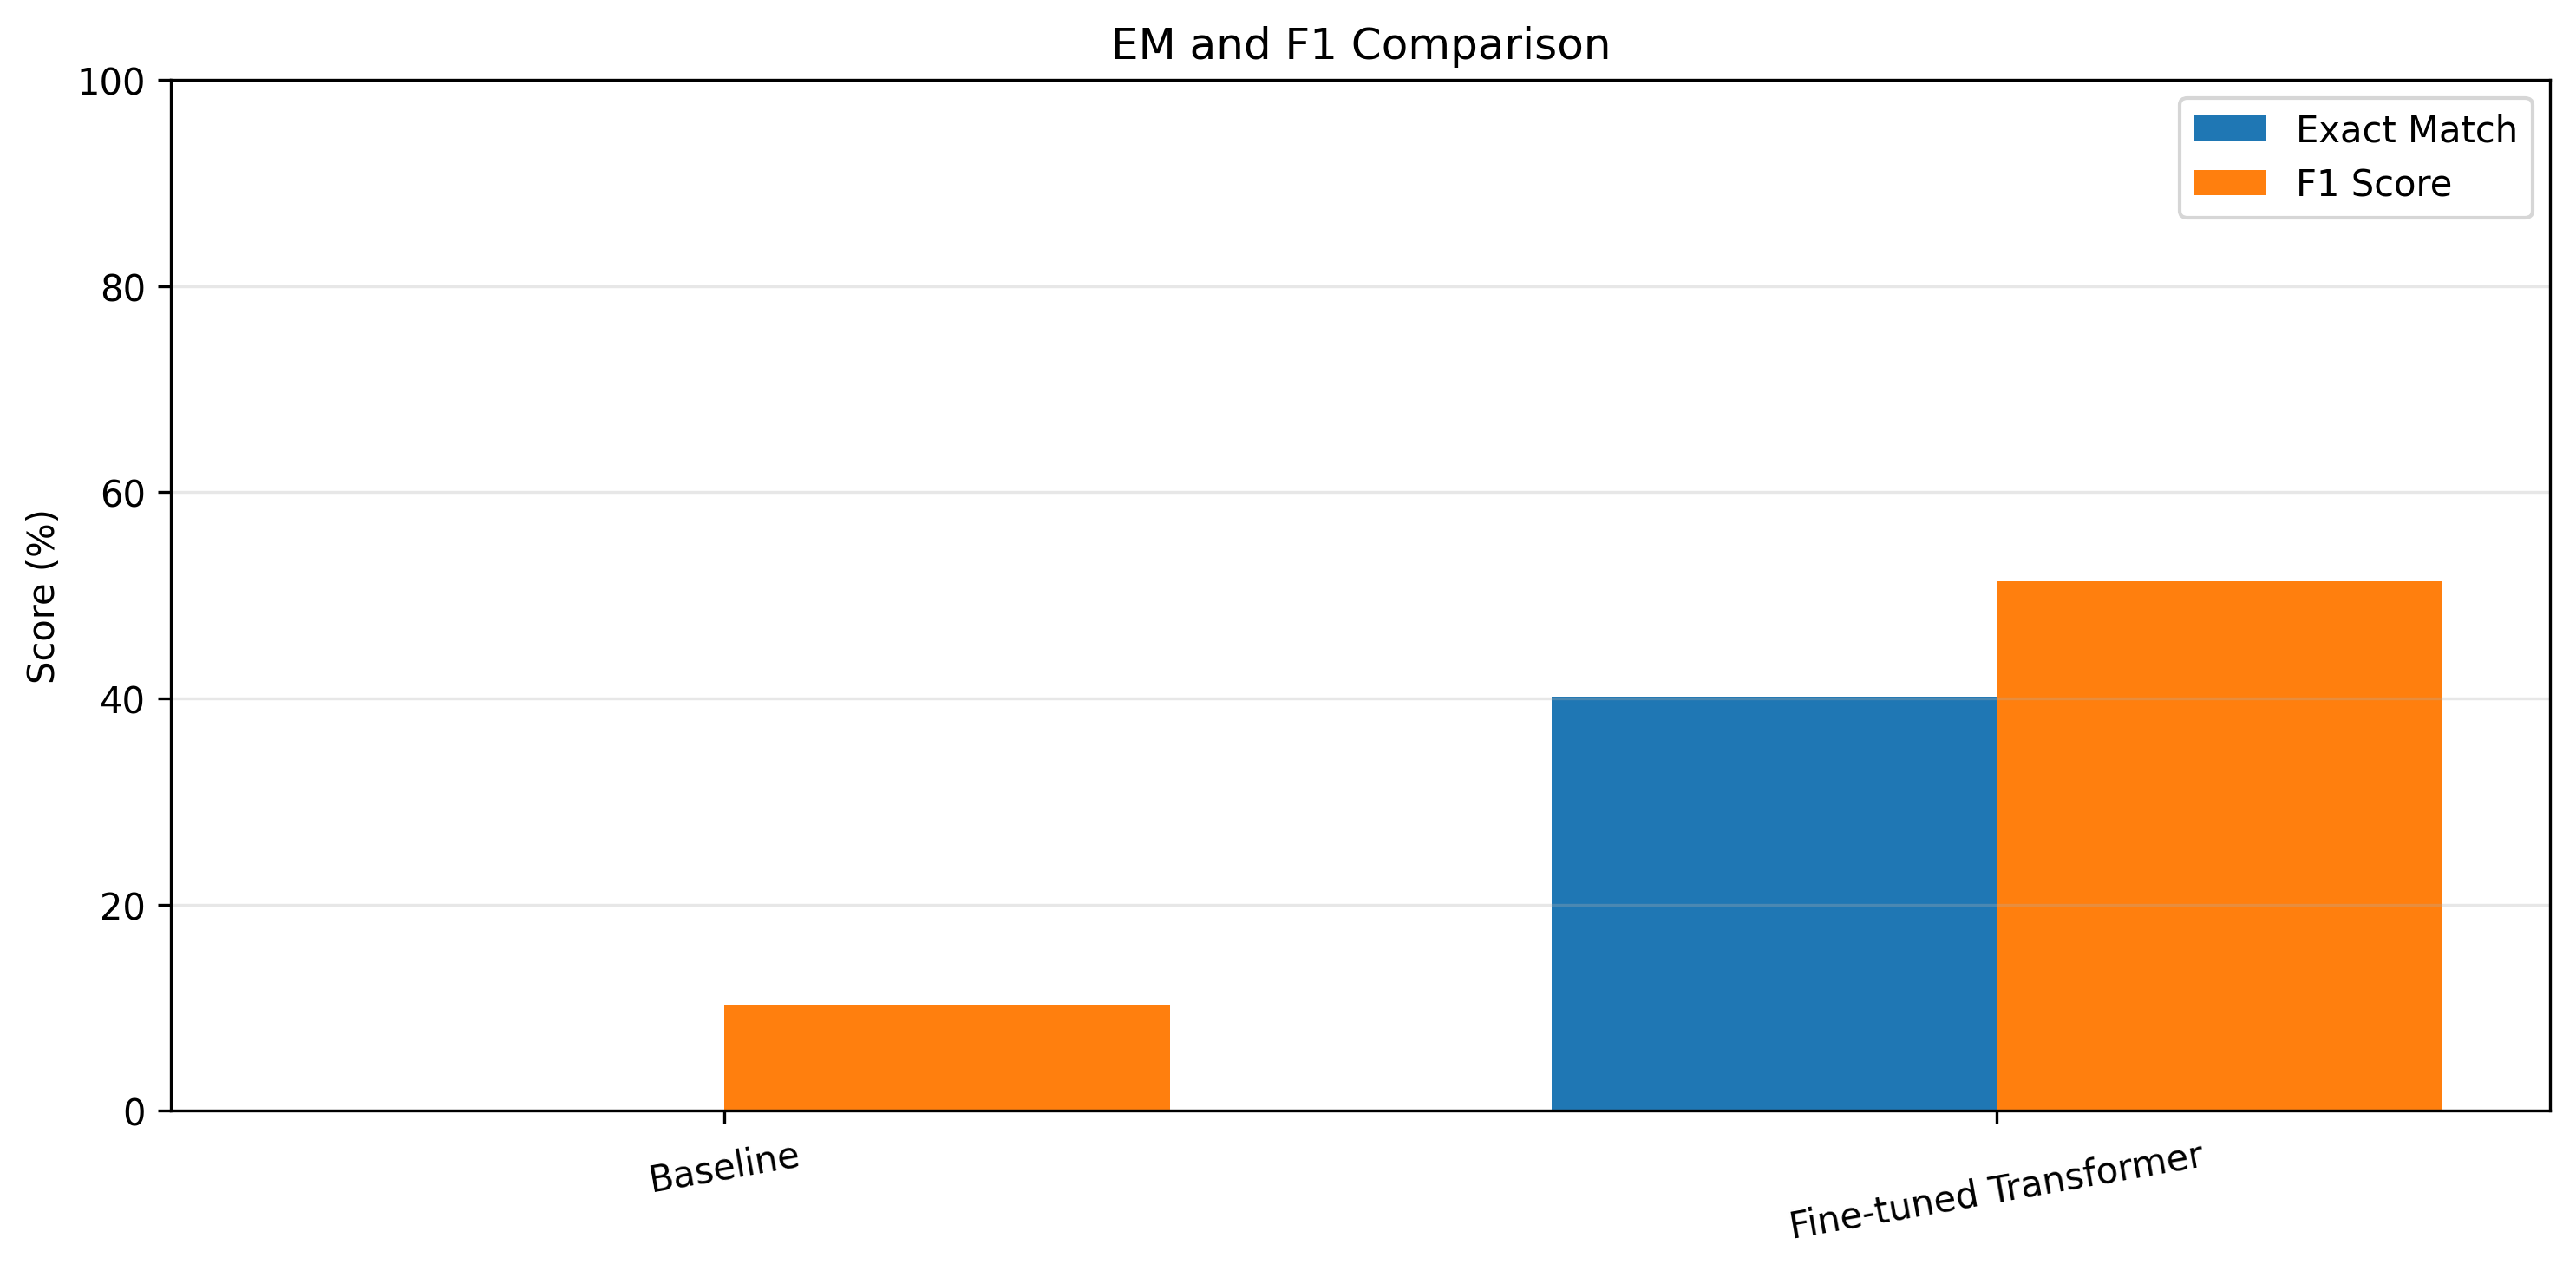 EM and F1 Comparison
Exact Match
F1 Score
Score (%)
100
80
60
40
20
0
Baseline
Fine-tuned Transformer